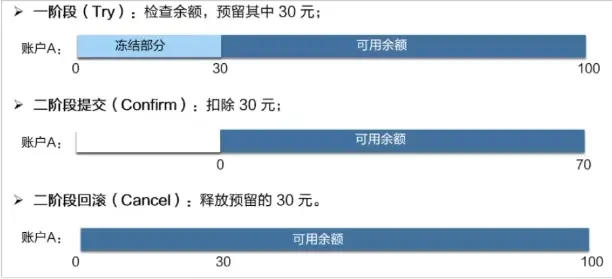 ➢ 一阶段（Try）：检查余额，预留其中 30 元；
账户A： 冻结部分 可用余额
0 30 100
➢ 二阶段提交（Confirm）：扣除 30 元；
账户A： 可用余额
0 70
➢ 二阶段回滚（Cancel）：释放预留的 30 元。
账户A： 可用余额
0 30 100